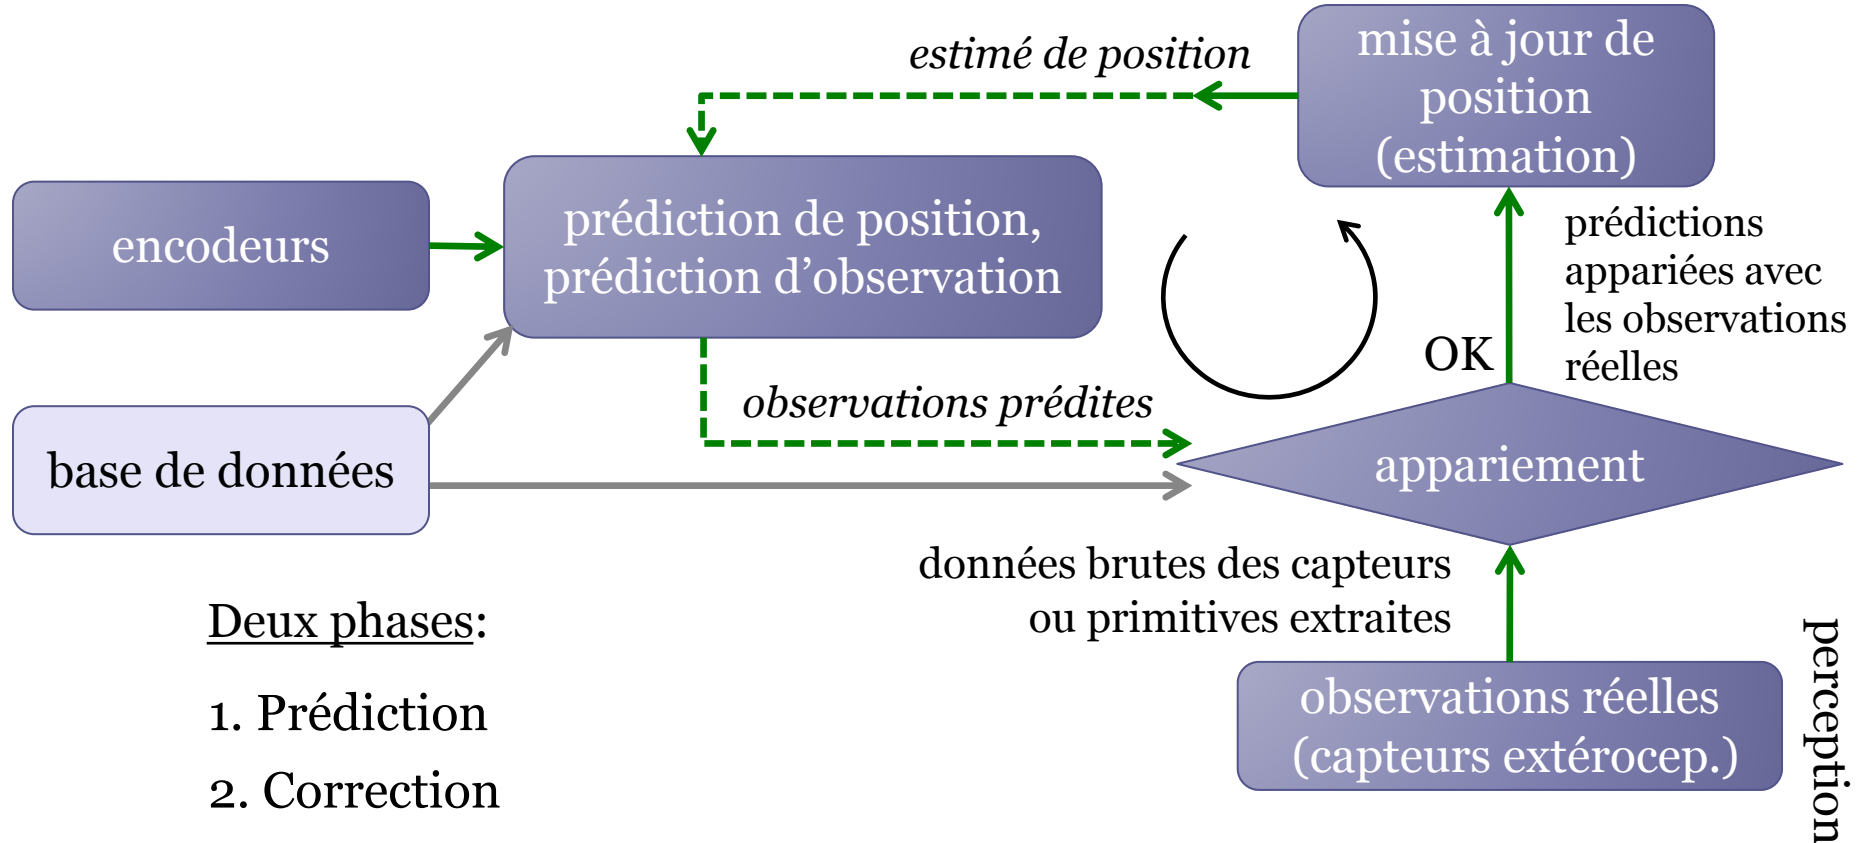 estimé de position
mise à jour de
position
(estimation)
encodeurs
prédiction de position,
prédiction d’observation
prédictions
appariées avec
les observations
réelles
OK
observations prédites
base de données
appariement
données brutes des capteurs
ou primitives extraites
Deux phases:
1. Prédiction
2. Correction
observations réelles
(capteurs extérocep.)
perception